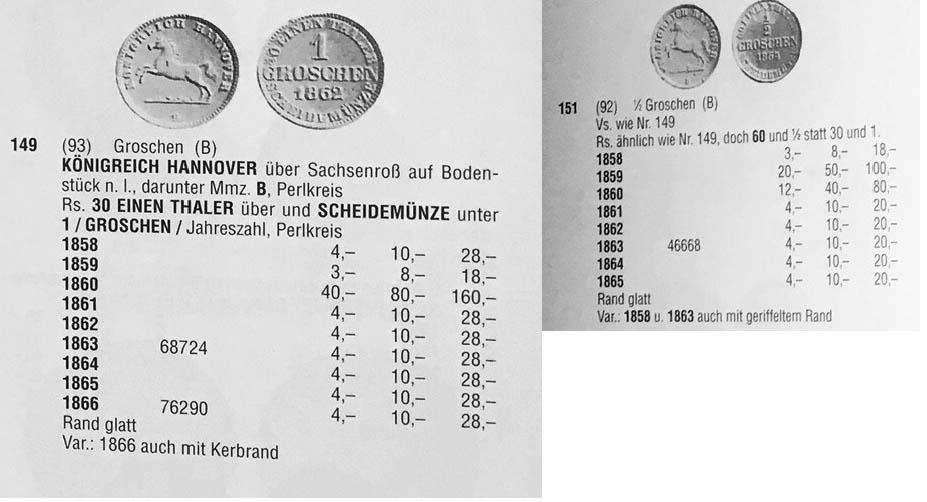 KÖNIGREICH HANNOVER
30 EINEN THALER
1
GROSCHEN
1862
SCHEIDEMÜNZE
149 (93) Groschen (B)
KÖNIGREICH HANNOVER über Sachsenroß auf Boden-
stück n. l., darunter Mmz. B, Perlkreis
Rs. 30 EINEN THALER über und SCHEIDEMÜNZE unter
1 / GROSCHEN / Jahreszahl, Perlkreis
1858 4,– 10,– 28,–
1859 3,– 8,– 18,–
1860 40,– 80,– 160,–
1861 4,– 10,– 28,–
1862 4,– 10,– 28,–
1863 68724 4,– 10,– 28,–
1864 4,– 10,– 28,–
1865 4,– 10,– 28,–
1866 76290 4,– 10,– 28,–
Rand glatt
Var.: 1866 auch mit Kerbrand
1/2
GROSCHEN
151 (92) ½ Groschen (B)
Vs. wie Nr. 149
Rs. ähnlich wie Nr. 149, doch 60 und ½ statt 30 und 1.
1858 3,– 8,– 18,–
1859 20,– 50,– 100,–
1860 12,– 40,– 80,–
1861 4,– 10,– 20,–
1862 4,– 10,– 20,–
1863 46668 4,– 10,– 20,–
1864 4,– 10,– 20,–
1865 4,– 10,– 20,–
Rand glatt
Var.: 1858 u. 1863 auch mit geriffeltem Rand